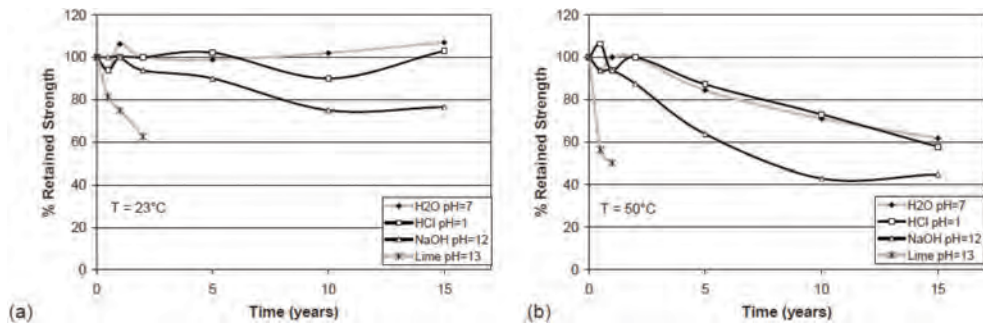 120
100
80
60
40
20
0
% Retained Strength
T = 23°C
H2O pH=7
HCl pH=1
NaOH pH=12
Lime pH=13
0 5 10 15
Time (years)
(a)
120
100
80
60
40
20
0
% Retained Strength
T = 50°C
H2O pH=7
HCl pH=1
NaOH pH=12
Lime pH=13
0 5 10 15
Time (years)
(b)